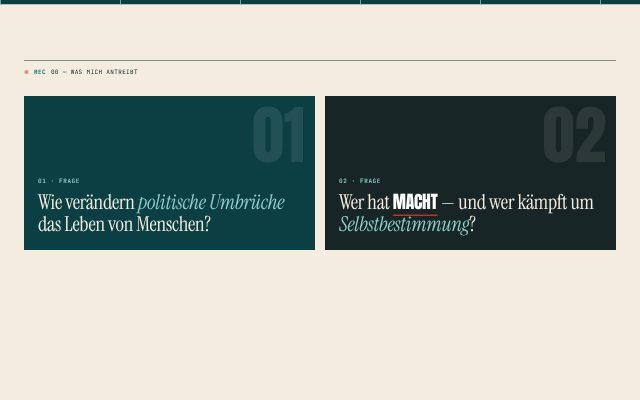 REC 00 — WAS MICH ANTREIBT
01
01 · FRAGE
Wie verändern politische Umbrüche
das Leben von Menschen?
02
02 · FRAGE
Wer hat MACHT — und wer kämpft um
Selbstbestimmung?